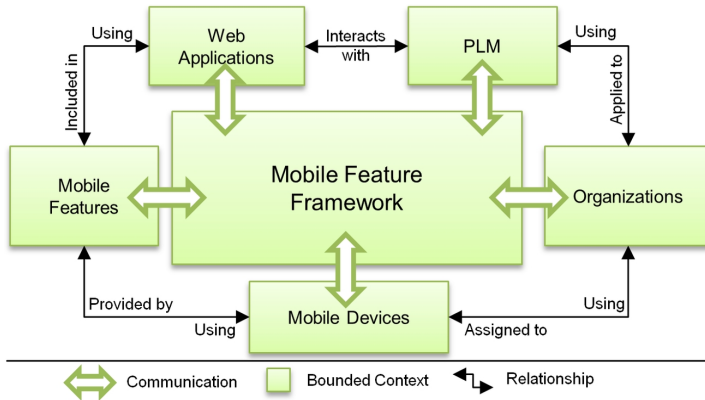 Using
Web
Applications
Interacts
with
PLM
Using
Included in
Applied to
Mobile
Features
Mobile Feature
Framework
Organizations
Provided by
Using
Mobile Devices
Using
Assigned to
Communication
Bounded Context
Relationship